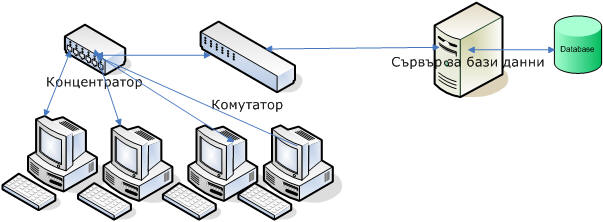 Концентратор
Комутатор
Сървър за бази данни
Database